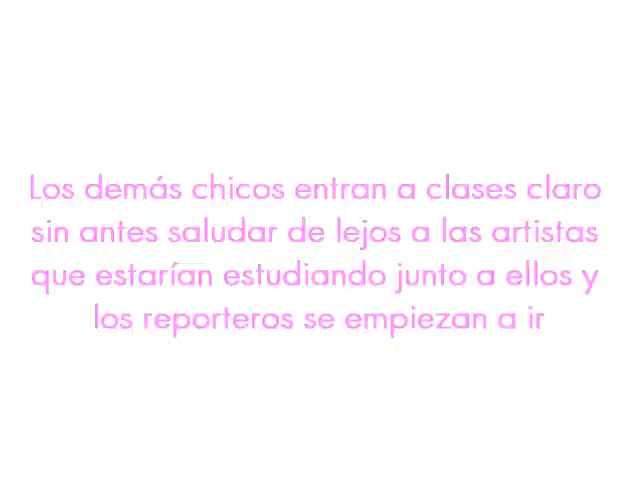 Los demás chicos entran a clases claro
sin antes saludar de lejos a las artistas
que estarían estudiando junto a ellos y
los reporteros se empiezan a ir